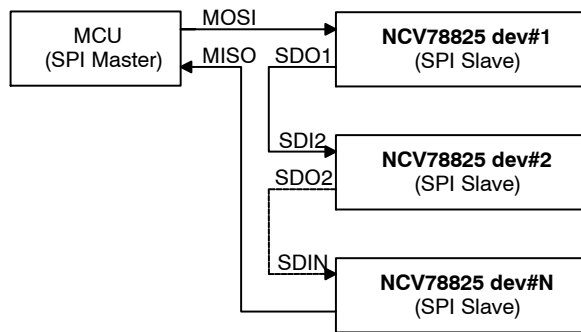 MCU
(SPI Master)
MOSI
MISO
NCV78825 dev#1
(SPI Slave)
SDO1
SDI2
NCV78825 dev#2
(SPI Slave)
SDO2
SDIN
NCV78825 dev#N
(SPI Slave)